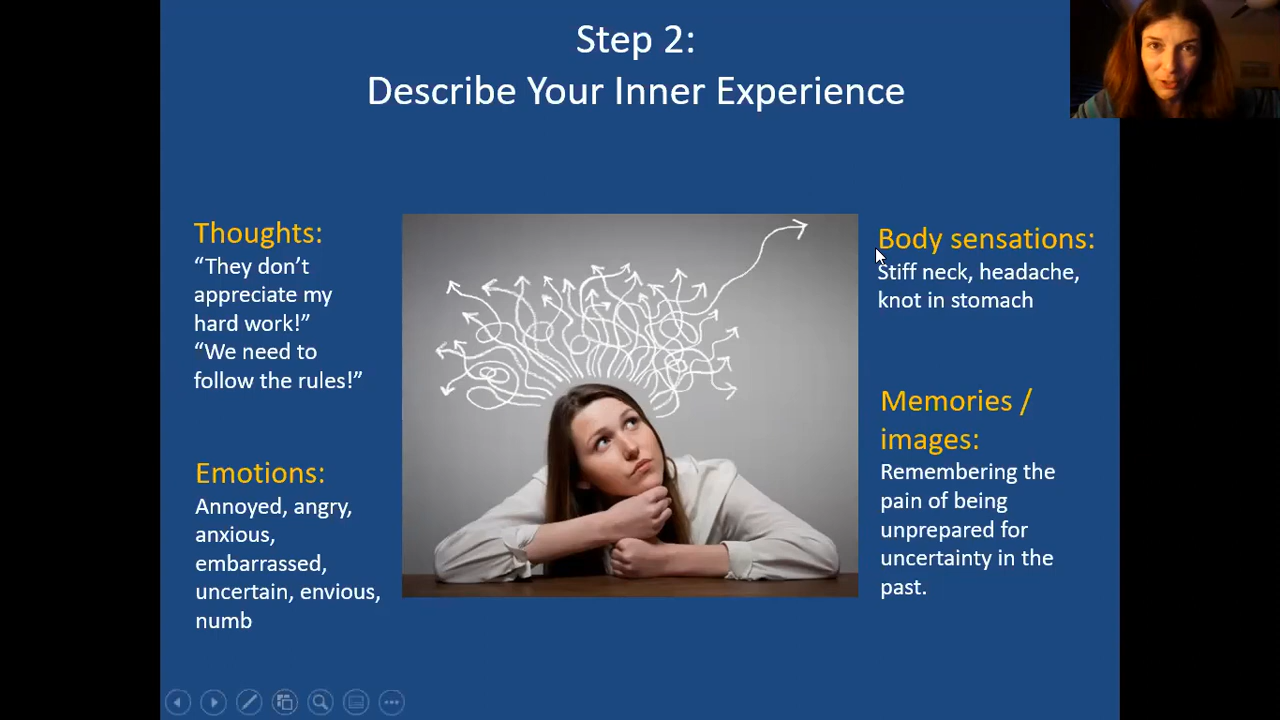 Step 2:
Describe Your Inner Experience
Thoughts:
“They don’t
appreciate my
hard work!”
“We need to
follow the rules!”
Emotions:
Annoyed, angry,
anxious,
embarrassed,
uncertain, envious,
numb
Body sensations:
Stiff neck, headache,
knot in stomach
Memories /
images:
Remembering the
pain of being
unprepared for
uncertainty in the
past.